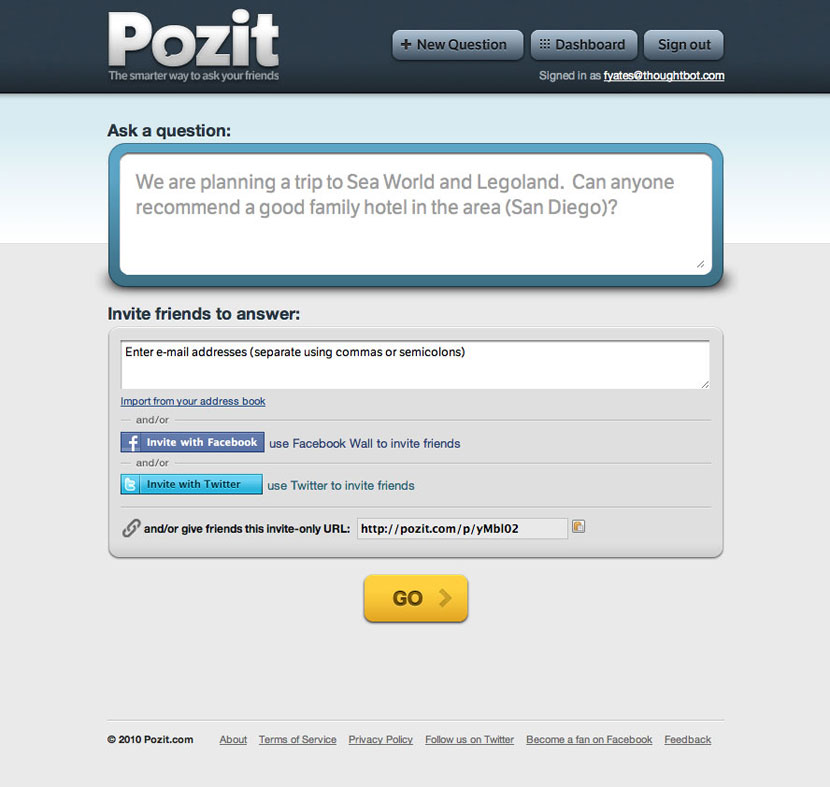 Pozit
The smarter way to ask your friends
+ New Question
Dashboard
Sign out
Signed in as fyates@thoughtbot.com
Ask a question:
We are planning a trip to Sea World and Legoland.  Can anyone
recommend a good family hotel in the area (San Diego)?
Invite friends to answer:
Enter e-mail addresses (separate using commas or semicolons)
Import from your address book
and/or
f Invite with Facebook use Facebook Wall to invite friends
and/or
t Invite with Twitter use Twitter to invite friends
and/or give friends this invite-only URL: http://pozit.com/p/yMbl02
GO
© 2010 Pozit.com About Terms of Service Privacy Policy Follow us on Twitter Become a fan on Facebook Feedback